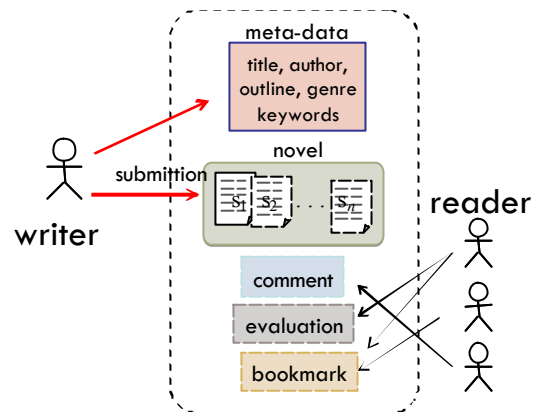 meta-data
title, author,
outline, genre
keywords
novel
submittion
S1 S2 . . . Sn
writer
reader
comment
evaluation
bookmark